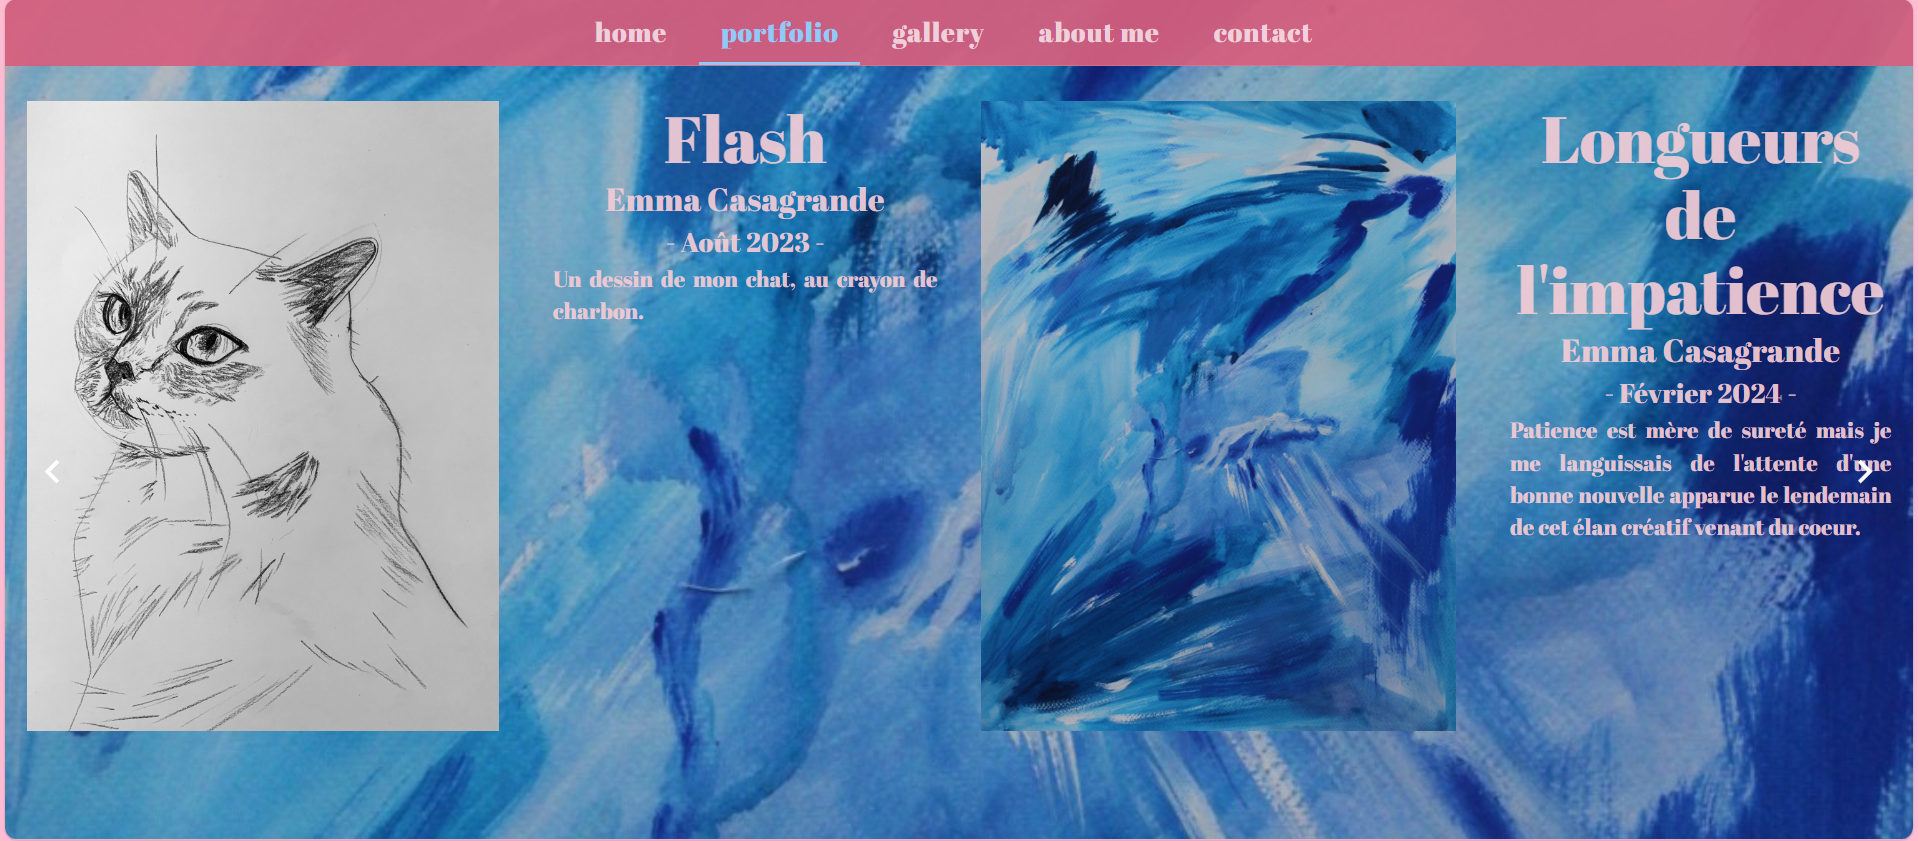 home portfolio gallery about me contact
Flash
Emma Casagrande
- Août 2023 -
Un dessin de mon chat, au crayon de
charbon.
Longueurs
de
l'impatience
Emma Casagrande
- Février 2024 -
Patience est mère de sureté mais je
me languissais de l'attente d'une
bonne nouvelle apparue le lendemain
de cet élan créatif venant du coeur.